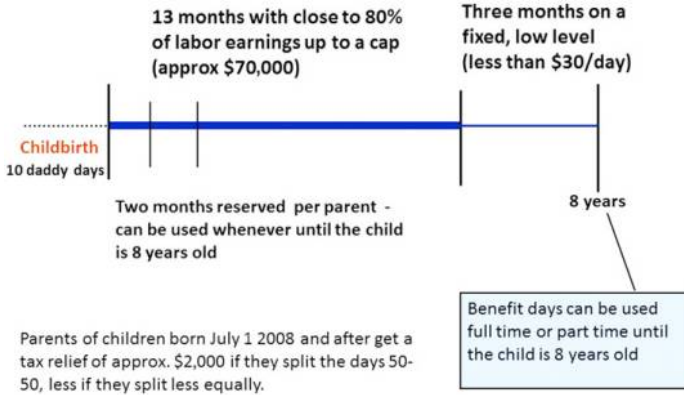 13 months with close to 80%
of labor earnings up to a cap
(approx $70,000)
Three months on a
fixed, low level
(less than $30/day)
Childbirth
10 daddy days
Two months reserved per parent -
can be used whenever until the child
is 8 years old
8 years
Parents of children born July 1 2008 and after get a
tax relief of approx. $2,000 if they split the days 50-
50, less if they split less equally.
Benefit days can be used
full time or part time until
the child is 8 years old